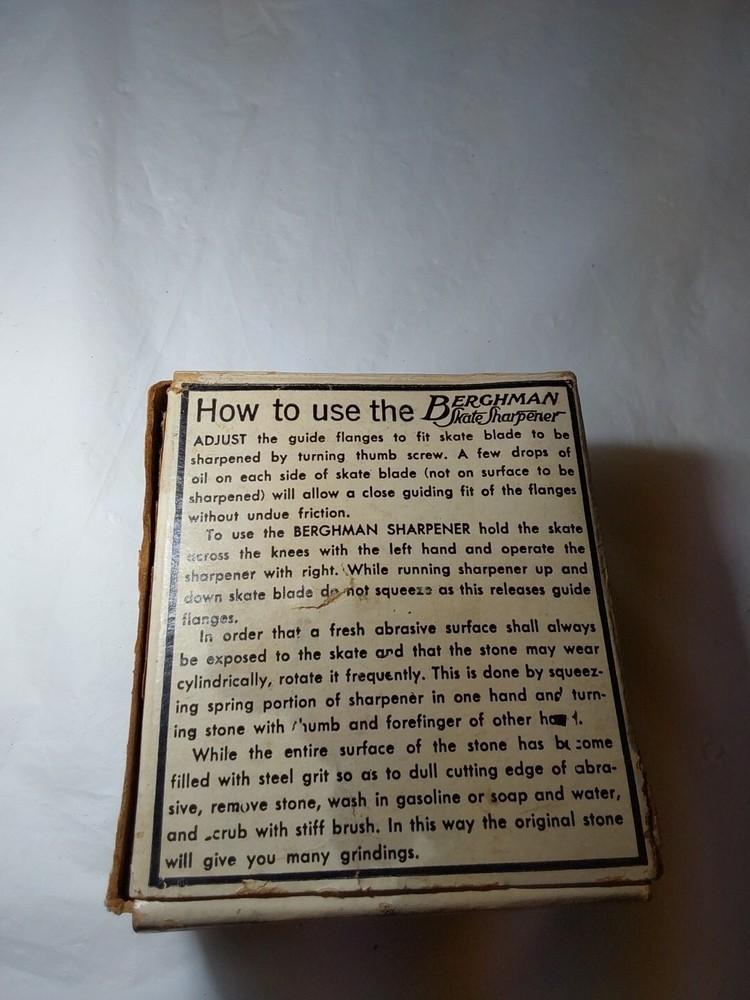 How to use the BERGHMAN
Skate Sharpener
ADJUST the guide flanges to fit skate blade to be
sharpened by turning thumb screw. A few drops of
oil on each side of skate blade (not on surface to be
sharpened) will allow a close guiding fit of the flanges
without undue friction.
To use the BERGHMAN SHARPENER hold the skate
across the knees with the left hand and operate the
sharpener with right. While running sharpener up and
down skate blade do not squeeze as this releases guide
flanges.
In order that a fresh abrasive surface shall always
be exposed to the skate and that the stone may wear
cylindrically, rotate it frequently. This is done by squeez-
ing spring portion of sharpener in one hand and turn-
ing stone with thumb and forefinger of other hand.
While the entire surface of the stone has become
filled with steel grit so as to dull cutting edge of abra-
sive, remove stone, wash in gasoline or soap and water,
and scrub with stiff brush. In this way the original stone
will give you many grindings.